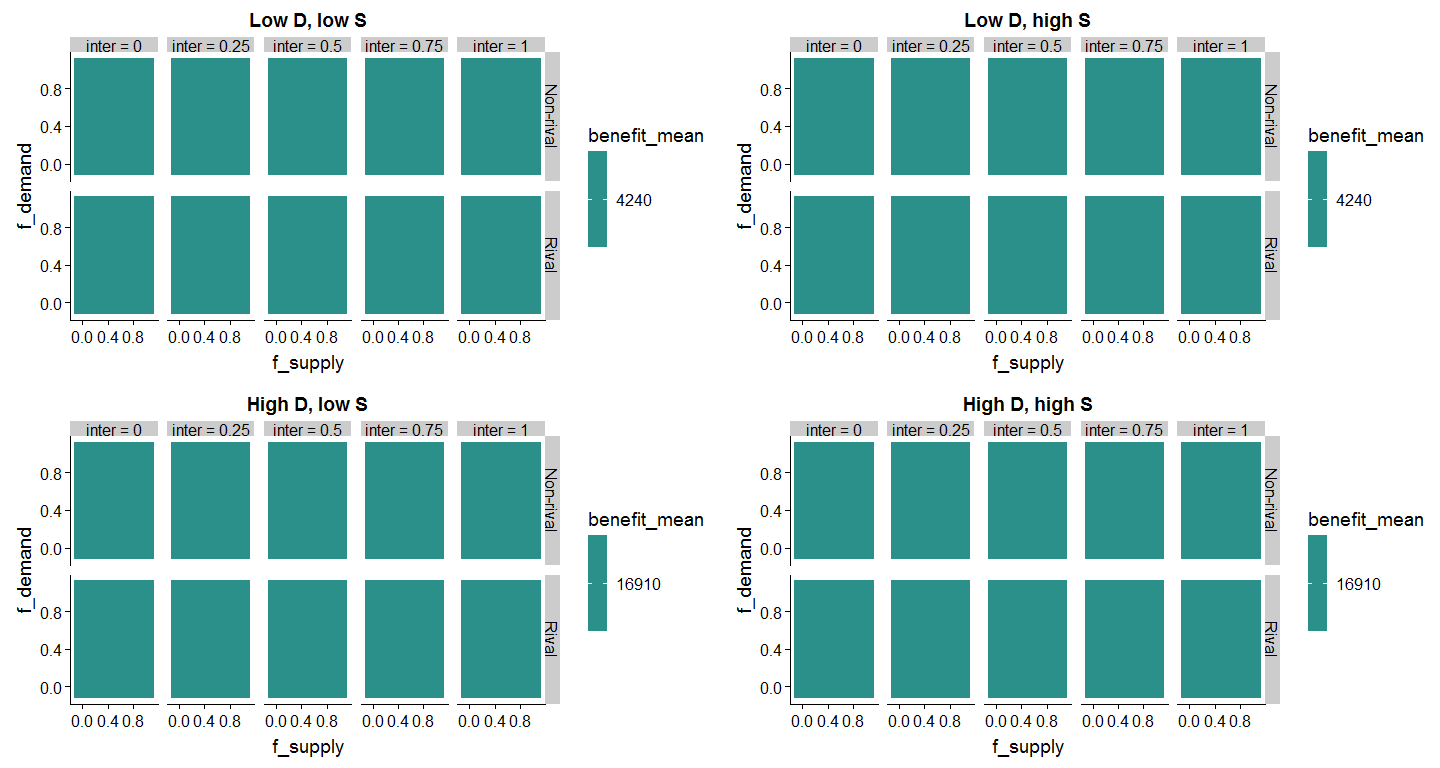 Low D, low S
inter = 0 inter = 0.25 inter = 0.5 inter = 0.75 inter = 1
Non-rival
Rival
0.8
0.4
0.0
0.8
0.4
0.0
f_demand
0.0 0.4 0.8 0.0 0.4 0.8 0.0 0.4 0.8 0.0 0.4 0.8 0.0 0.4 0.8
f_supply
benefit_mean
4240
Low D, high S
inter = 0 inter = 0.25 inter = 0.5 inter = 0.75 inter = 1
Non-rival
Rival
0.8
0.4
0.0
0.8
0.4
0.0
f_demand
0.0 0.4 0.8 0.0 0.4 0.8 0.0 0.4 0.8 0.0 0.4 0.8 0.0 0.4 0.8
f_supply
benefit_mean
4240
High D, low S
inter = 0 inter = 0.25 inter = 0.5 inter = 0.75 inter = 1
Non-rival
Rival
0.8
0.4
0.0
0.8
0.4
0.0
f_demand
0.0 0.4 0.8 0.0 0.4 0.8 0.0 0.4 0.8 0.0 0.4 0.8 0.0 0.4 0.8
f_supply
benefit_mean
16910
High D, high S
inter = 0 inter = 0.25 inter = 0.5 inter = 0.75 inter = 1
Non-rival
Rival
0.8
0.4
0.0
0.8
0.4
0.0
f_demand
0.0 0.4 0.8 0.0 0.4 0.8 0.0 0.4 0.8 0.0 0.4 0.8 0.0 0.4 0.8
f_supply
benefit_mean
16910